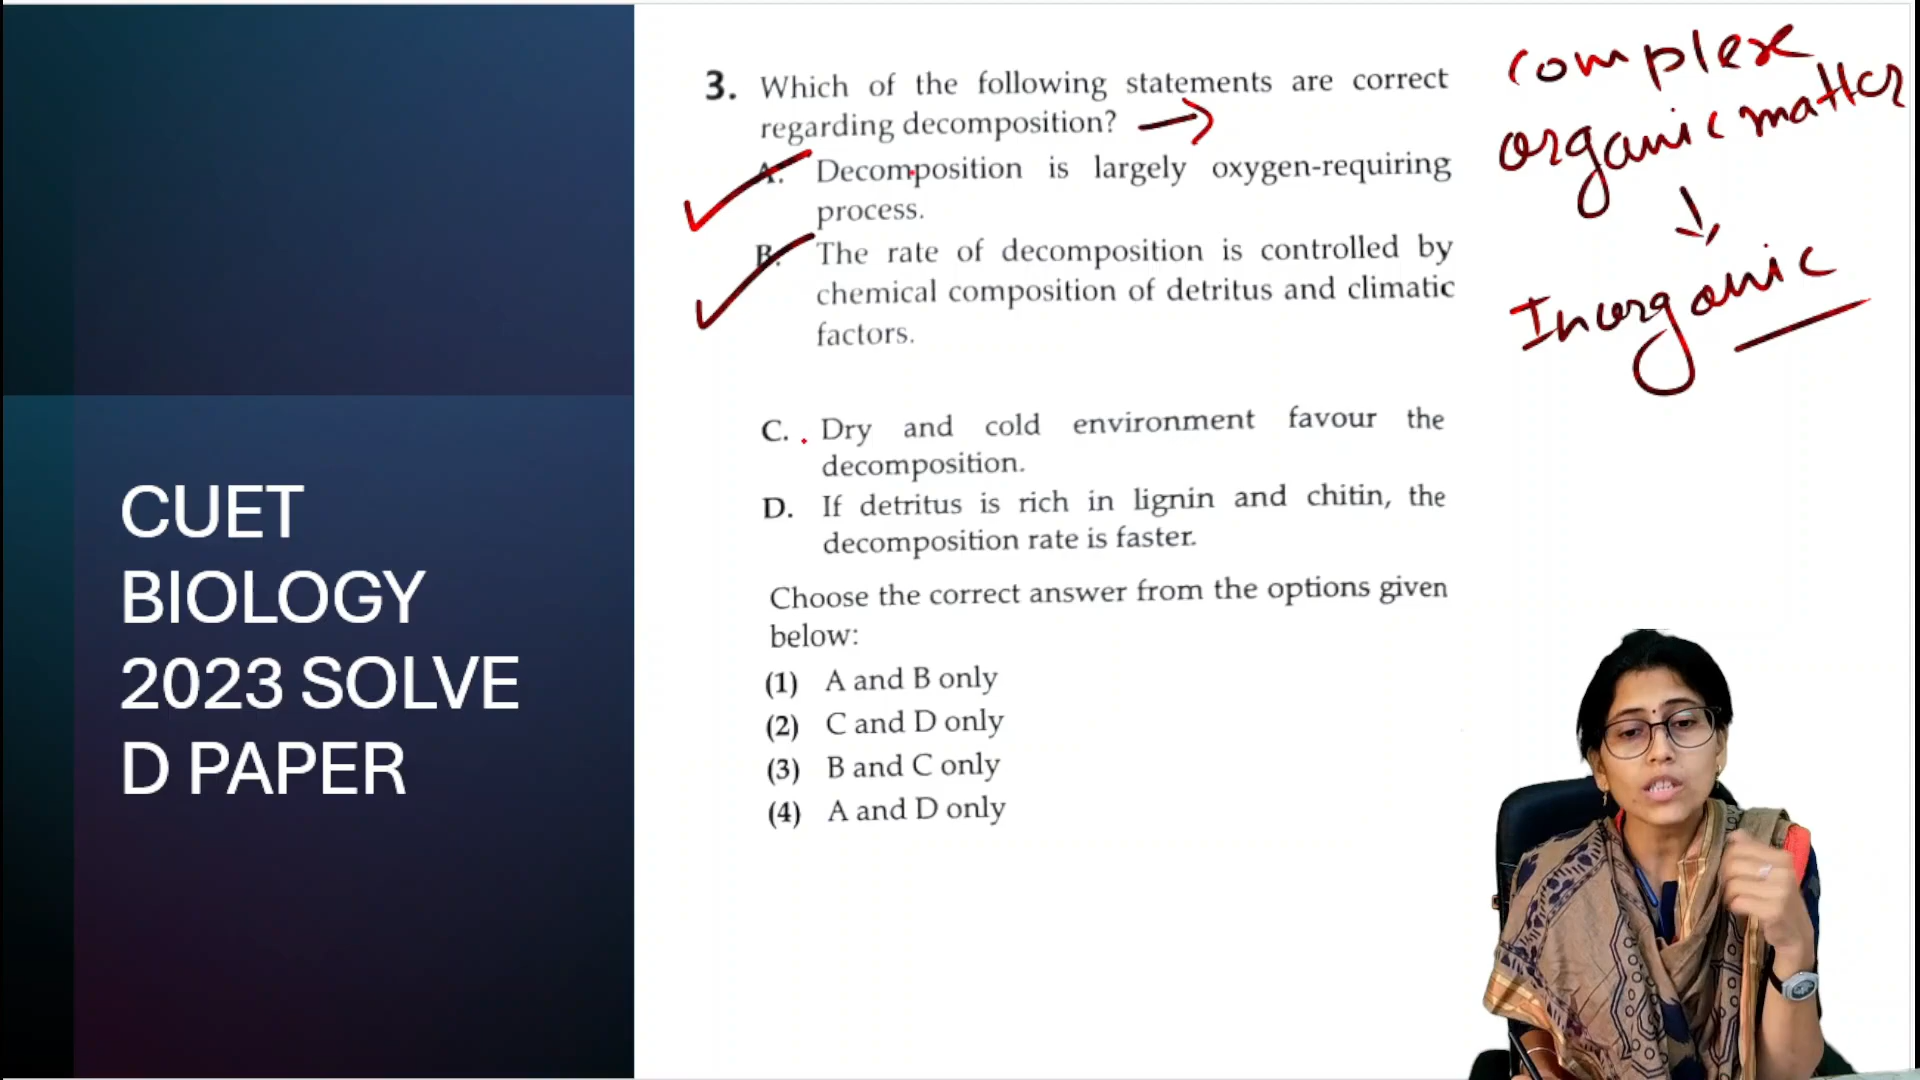 CUET
BIOLOGY
2023 SOLVE
D PAPER
3. Which of the following statements are correct
regarding decomposition?
A. Decomposition is largely oxygen-requiring
process.
B. The rate of decomposition is controlled by
chemical composition of detritus and climatic
factors.
C. Dry and cold environment favour the
decomposition.
D. If detritus is rich in lignin and chitin, the
decomposition rate is faster.
Choose the correct answer from the options given
below:
(1) A and B only
(2) C and D only
(3) B and C only
(4) A and D only
complex
organic matter
Inorganic